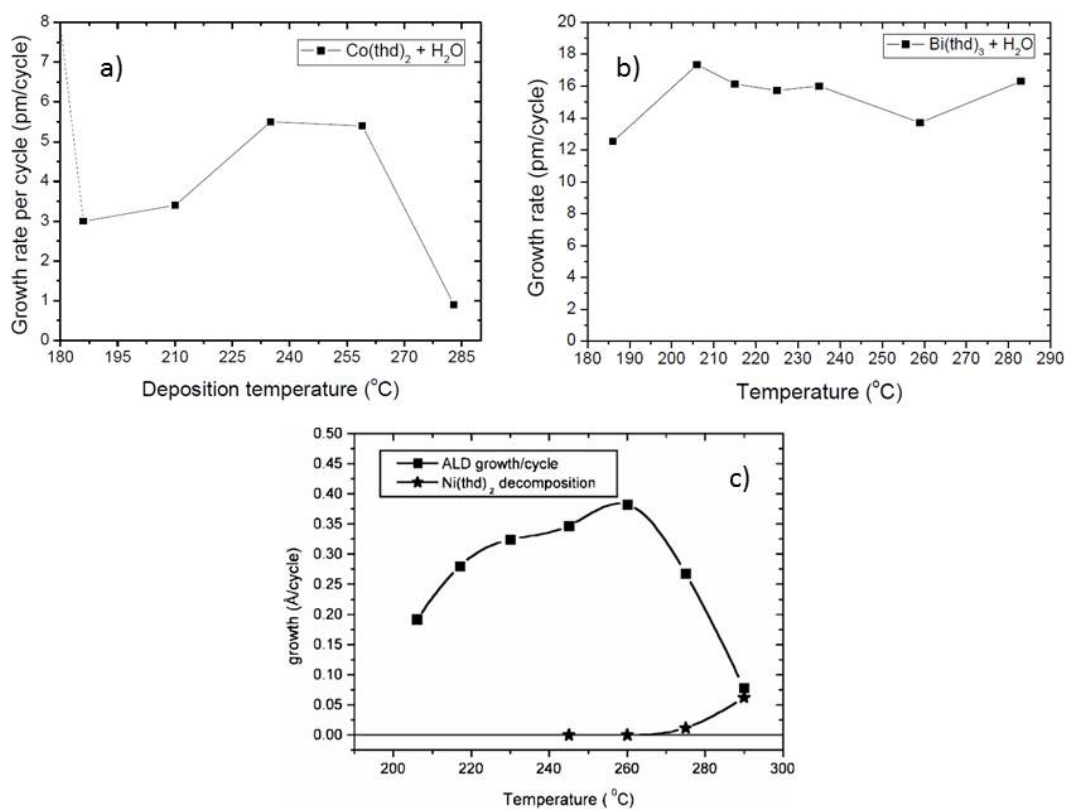 a)
Co(thd)₂ + H₂O
Growth rate per cycle (pm/cycle)
8
7
6
5
4
3
2
1
0
180 195 210 225 240 255 270 285
Deposition temperature (°C)
b)
Bi(thd)₃ + H₂O
Growth rate (pm/cycle)
20
18
16
14
12
10
8
6
4
2
0
180 190 200 210 220 230 240 250 260 270 280 290
Temperature (°C)
c)
ALD growth/cycle
Ni(thd)₂ decomposition
growth (Å/cycle)
0.50
0.45
0.40
0.35
0.30
0.25
0.20
0.15
0.10
0.05
0.00
200 220 240 260 280 300
Temperature (°C)